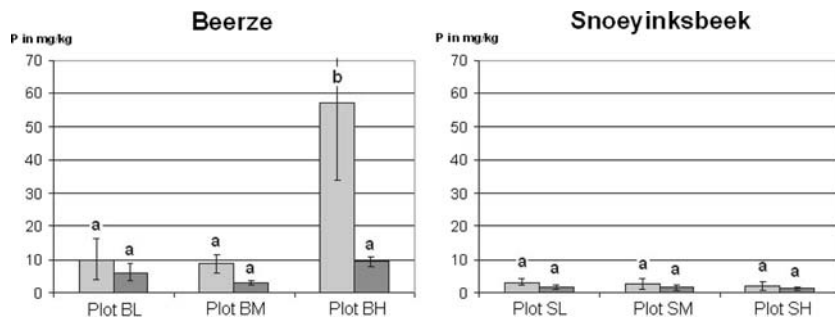 Beerze
P in mg/kg
70
60
50
40
30
20
10
0
a
a
a
a
b
a
Plot BL
Plot BM
Plot BH
Snoeyinksbeek
P in mg/kg
70
60
50
40
30
20
10
0
a
a
a
a
a
a
Plot SL
Plot SM
Plot SH